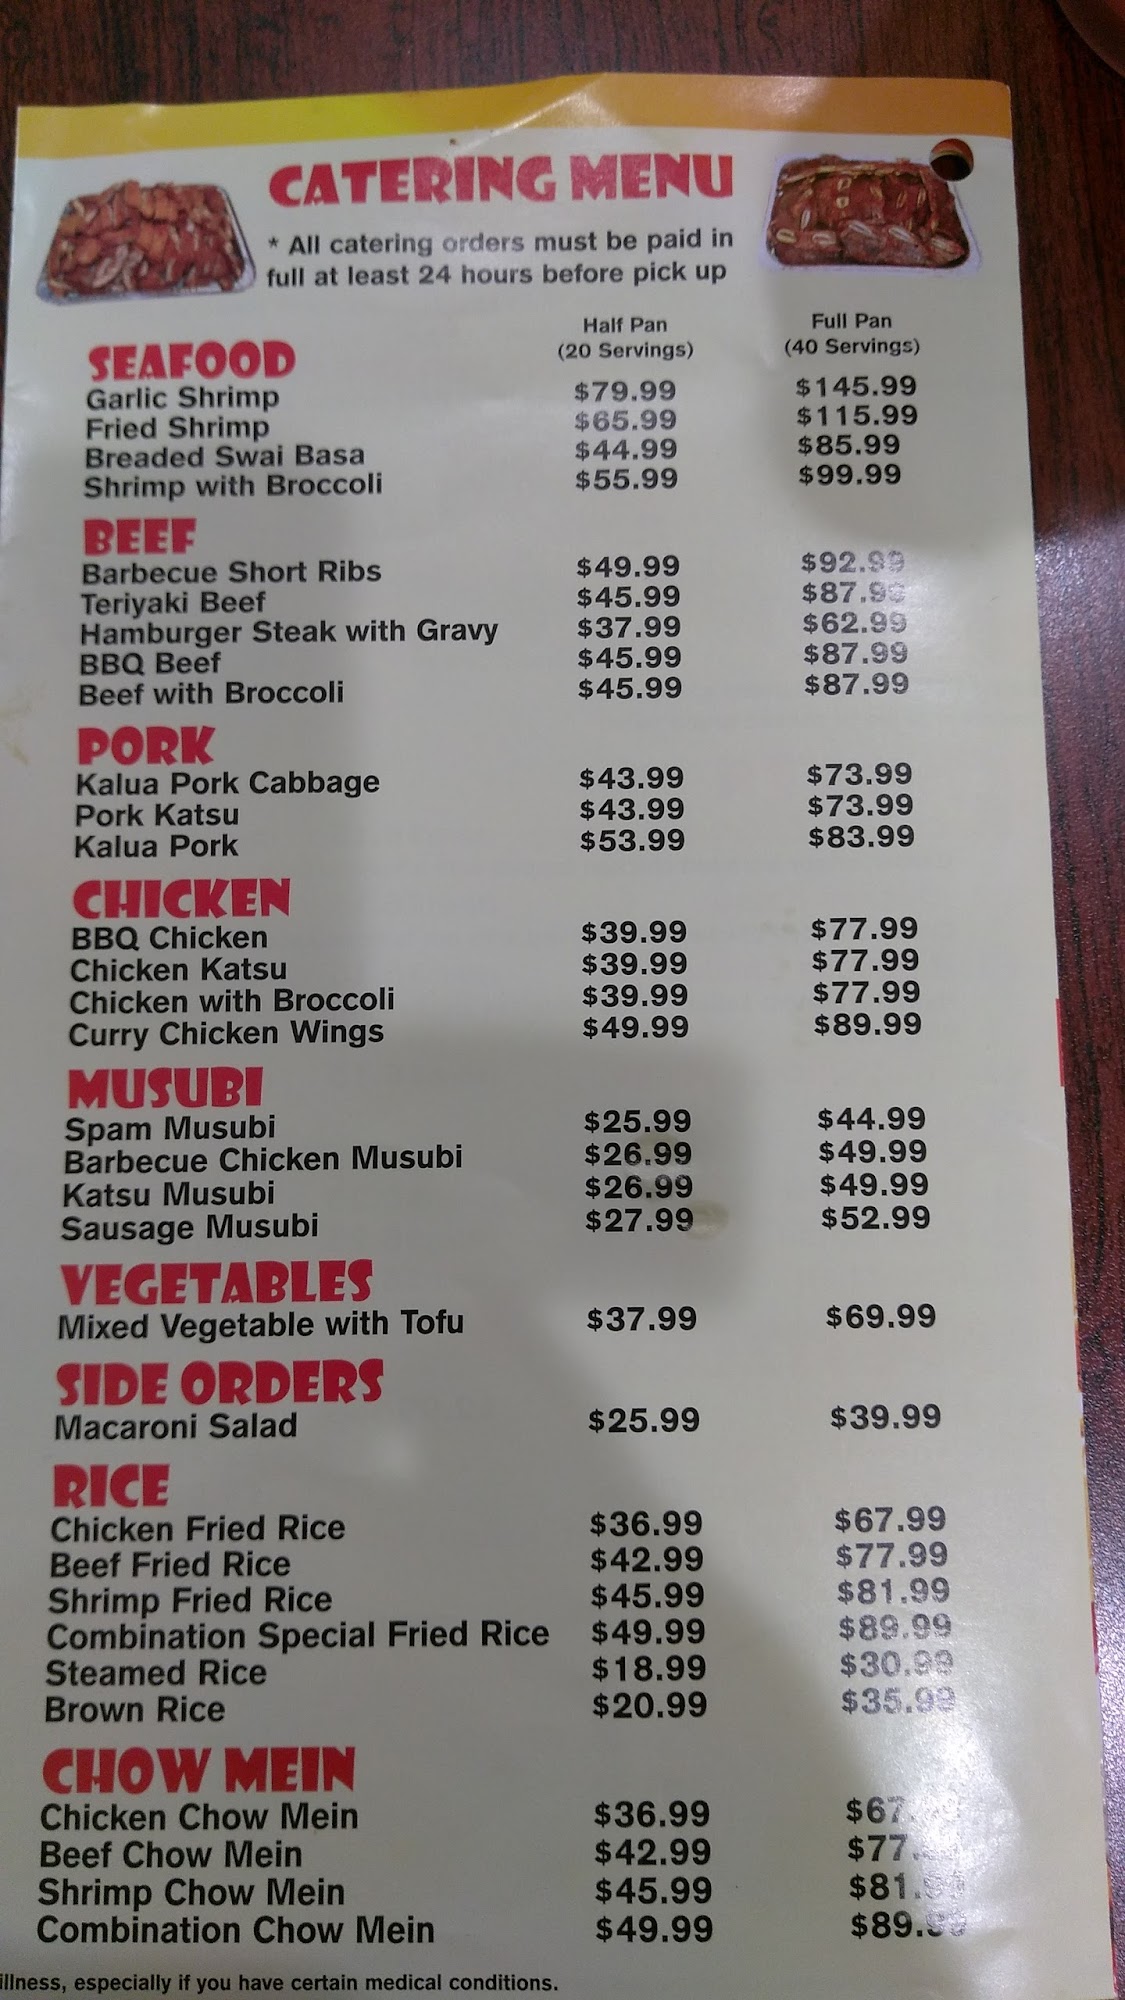 CATERING MENU
* All catering orders must be paid in
full at least 24 hours before pick up
Half Pan Full Pan
(20 Servings) (40 Servings)
SEAFOOD
Garlic Shrimp $79.99 $145.99
Fried Shrimp $65.99 $115.99
Breaded Swai Basa $44.99 $85.99
Shrimp with Broccoli $55.99 $99.99
BEEF
Barbecue Short Ribs $49.99 $92.99
Teriyaki Beef $45.99 $87.99
Hamburger Steak with Gravy $37.99 $62.99
BBQ Beef $45.99 $87.99
Beef with Broccoli $45.99 $87.99
PORK
Kalua Pork Cabbage $43.99 $73.99
Pork Katsu $43.99 $73.99
Kalua Pork $53.99 $83.99
CHICKEN
BBQ Chicken $39.99 $77.99
Chicken Katsu $39.99 $77.99
Chicken with Broccoli $39.99 $77.99
Curry Chicken Wings $49.99 $89.99
MUSUBI
Spam Musubi $25.99 $44.99
Barbecue Chicken Musubi $26.99 $49.99
Katsu Musubi $26.99 $49.99
Sausage Musubi $27.99 $52.99
VEGETABLES
Mixed Vegetable with Tofu $37.99 $69.99
SIDE ORDERS
Macaroni Salad $25.99 $39.99
RICE
Chicken Fried Rice $36.99 $67.99
Beef Fried Rice $42.99 $77.99
Shrimp Fried Rice $45.99 $81.99
Combination Special Fried Rice $49.99 $89.99
Steamed Rice $18.99 $30.99
Brown Rice $20.99 $35.99
CHOW MEIN
Chicken Chow Mein $36.99
Beef Chow Mein $42.99
Shrimp Chow Mein $45.99
Combination Chow Mein $49.99 $89.99
illness, especially if you have certain medical conditions.